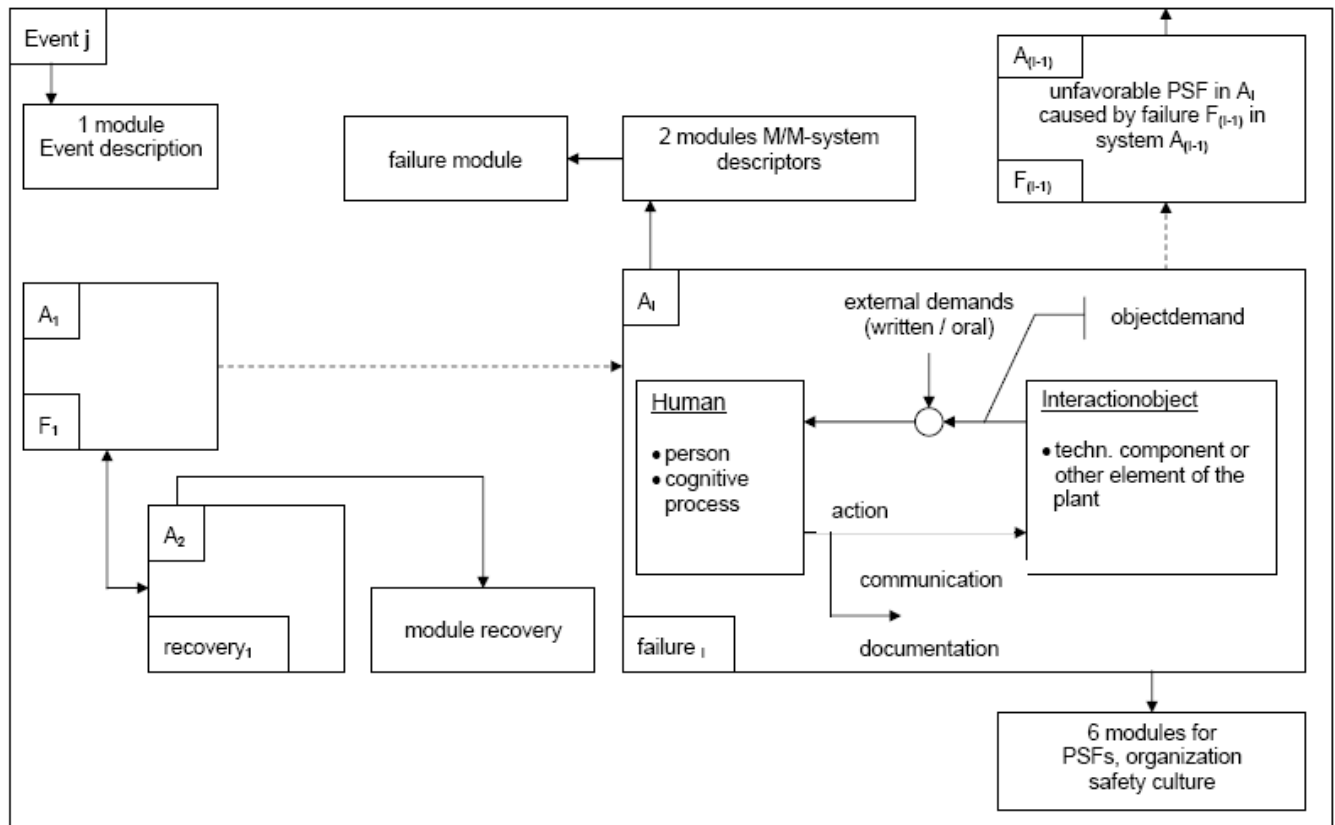 Event j
1 module
Event description
failure module
2 modules M/M-system
descriptors
A(I-1)
unfavorable PSF in AI
caused by failure F(I-1) in
system A(I-1)
F(I-1)
A1
F1
A2
recovery1
module recovery
AI
external demands
(written / oral)
objectdemand
Human
• person
• cognitive
process
Interactionobject
• techn. component or
other element of the
plant
action
communication
documentation
failure I
6 modules for
PSFs, organization
safety culture